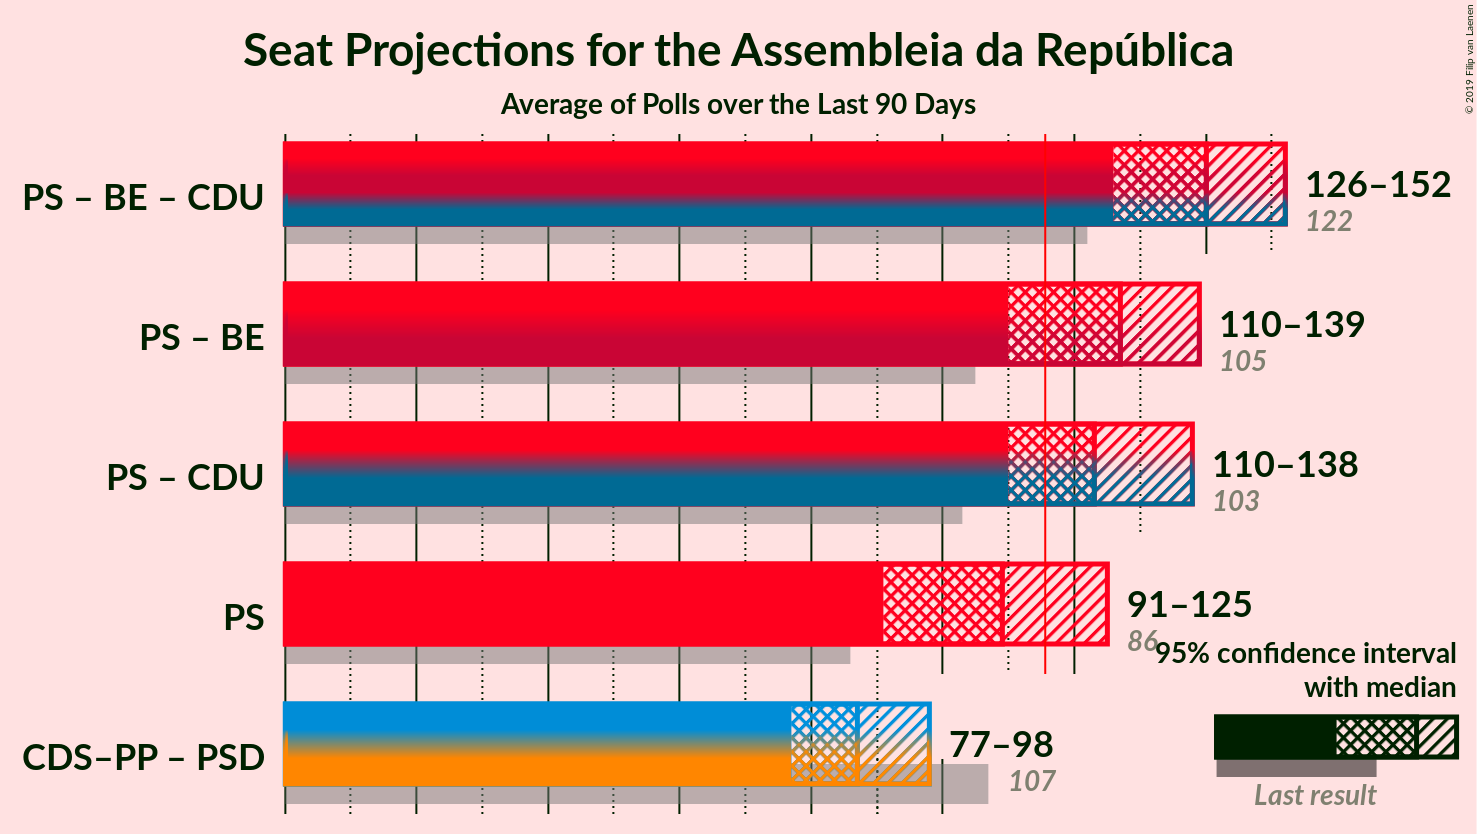 Seat Projections for the Assembleia da República
Average of Polls over the Last 90 Days
© 2019 Filip van Laenen
PS – BE – CDU
126–152
122
PS – BE
110–139
105
PS – CDU
110–138
103
PS
91–125
86
CDS–PP – PSD
77–98
107
95% confidence interval
with median
Last result